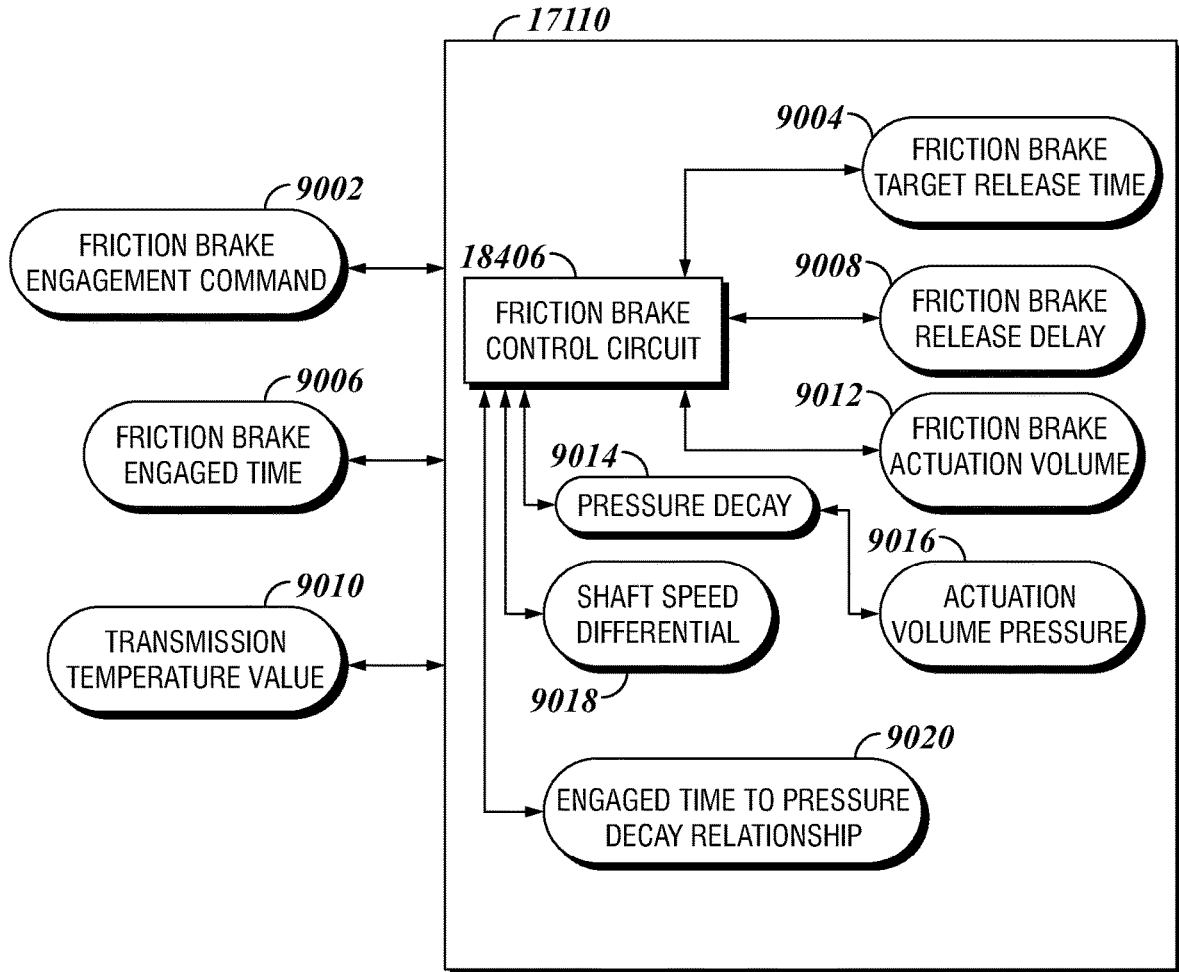 17110
9004
FRICTION BRAKE
TARGET RELEASE TIME
9002
FRICTION BRAKE
ENGAGEMENT COMMAND
18406
FRICTION BRAKE
CONTROL CIRCUIT
9008
FRICTION BRAKE
RELEASE DELAY
9006
FRICTION BRAKE
ENGAGED TIME
9012
FRICTION BRAKE
ACTUATION VOLUME
9014
PRESSURE DECAY
9016
ACTUATION
VOLUME PRESSURE
9010
TRANSMISSION
TEMPERATURE VALUE
SHAFT SPEED
DIFFERENTIAL
9018
9020
ENGAGED TIME TO PRESSURE
DECAY RELATIONSHIP